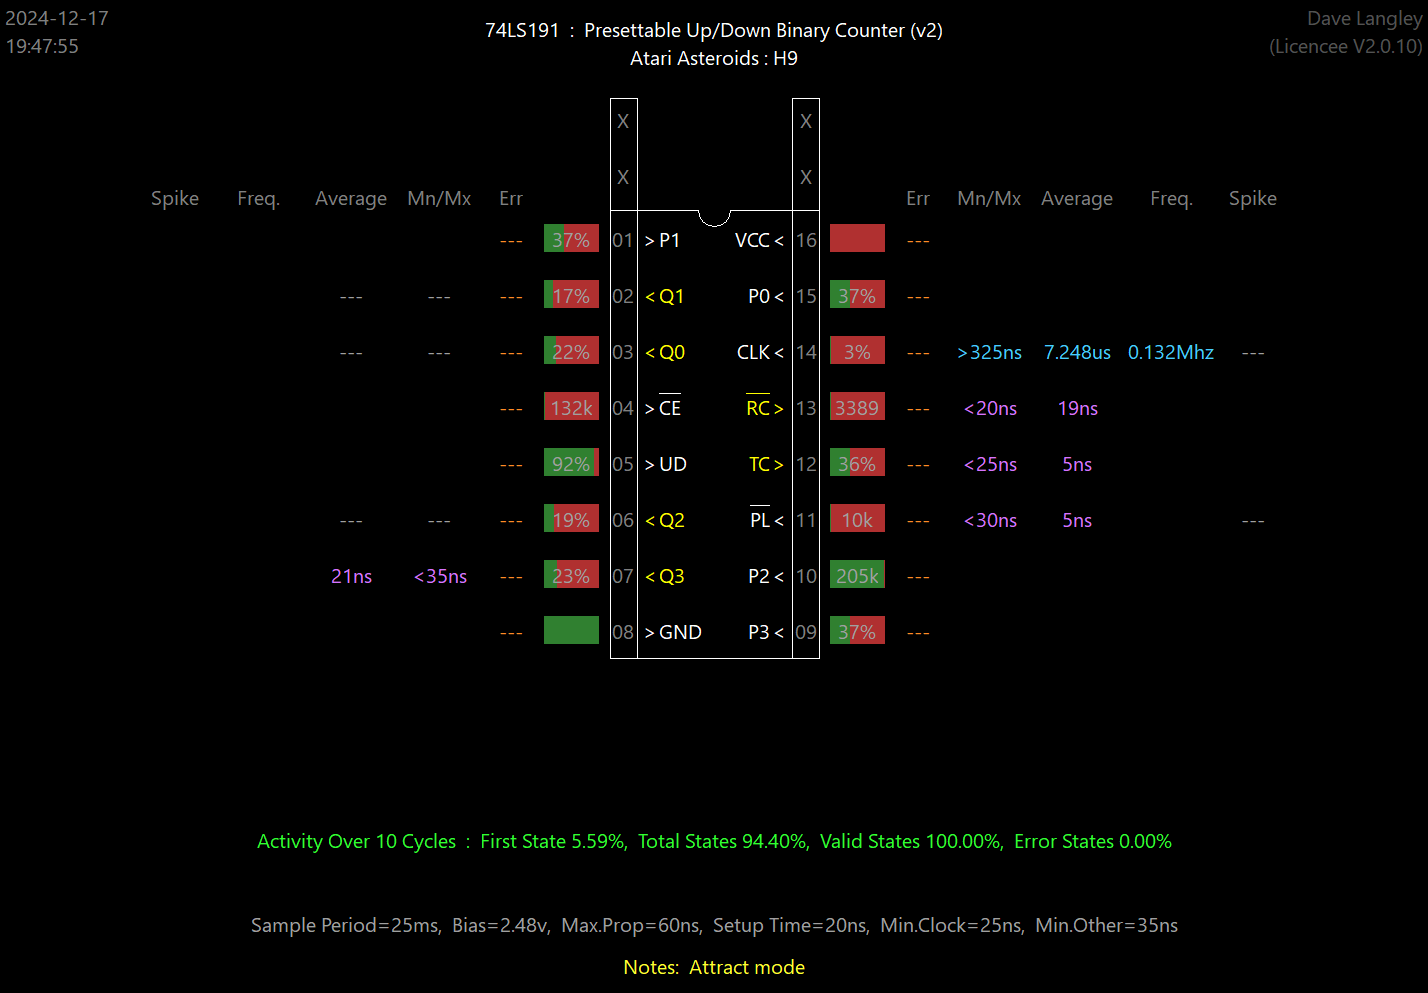 2024-12-17
19:47:55
74LS191 : Presettable Up/Down Binary Counter (v2)
Atari Asteroids : H9
Dave Langley
(Licencee V2.0.10)
X X
X X
Spike Freq. Average Mn/Mx Err Err Mn/Mx Average Freq. Spike
--- 37% 01 > P1 VCC < 16 ---
--- --- --- 17% 02 < Q1 P0 < 15 37% ---
--- --- --- 22% 03 < Q0 CLK < 14 3% --- >325ns 7.248us 0.132Mhz ---
--- 132k 04 > CE RC > 13 3389 --- <20ns 19ns
--- 92% 05 > UD TC > 12 36% --- <25ns 5ns
--- --- --- 19% 06 < Q2 PL < 11 10k --- <30ns 5ns ---
21ns <35ns --- 23% 07 < Q3 P2 < 10 205k ---
--- 08 > GND P3 < 09 37% ---
Activity Over 10 Cycles : First State 5.59%, Total States 94.40%, Valid States 100.00%, Error States 0.00%
Sample Period=25ms, Bias=2.48v, Max.Prop=60ns, Setup Time=20ns, Min.Clock=25ns, Min.Other=35ns
Notes: Attract mode